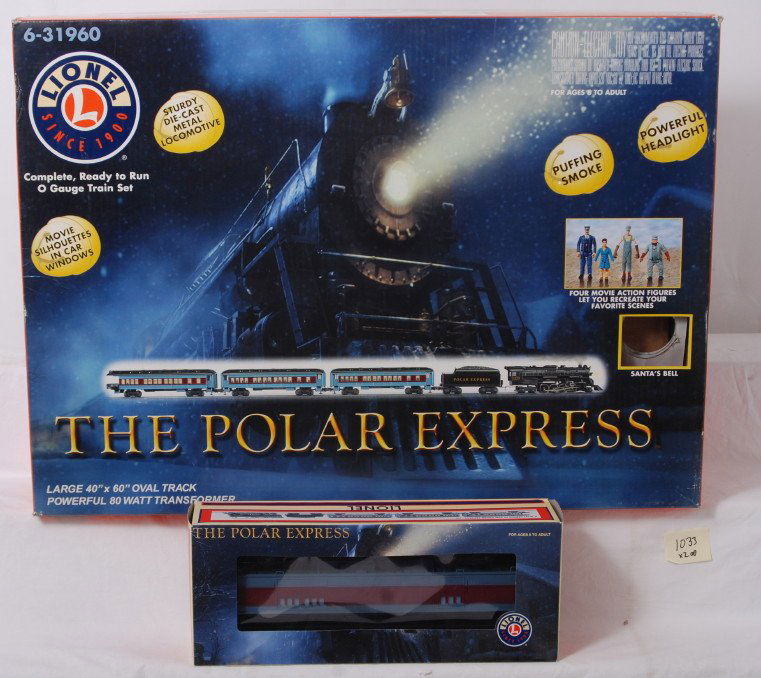 6-31960
LIONEL
L
SINCE 1900
®
Complete, Ready to Run
O Gauge Train Set
STURDY
DIE-CAST
METAL
LOCOMOTIVE
MOVIE
SILHOUETTES
IN CAR
WINDOWS
FOR AGES 8 TO ADULT
PUFFING
SMOKE
POWERFUL
HEADLIGHT
FOUR MOVIE ACTION FIGURES
LET YOU RECREATE YOUR
FAVORITE SCENES
SANTA'S BELL
POLAR EXPRESS
THE POLAR EXPRESS
LARGE 40" x 60" OVAL TRACK
POWERFUL 80 WATT TRANSFORMER
LIONEL
THE POLAR EXPRESS
FOR AGES 8 TO ADULT
LIONEL
L
1033